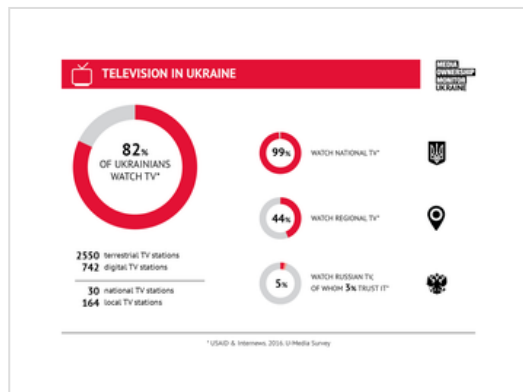 TELEVISION IN UKRAINE
MEDIA
OWNERSHIP
MONITOR
UKRAINE
82%
OF UKRAINIANS
WATCH TV*
2550 terrestrial TV stations
742 digital TV stations
30 national TV stations
164 local TV stations
99% WATCH NATIONAL TV*
44% WATCH REGIONAL TV*
5% WATCH RUSSIAN TV,
OF WHOM 3% TRUST IT*
* USAID & Internews, 2016, U-Media Survey